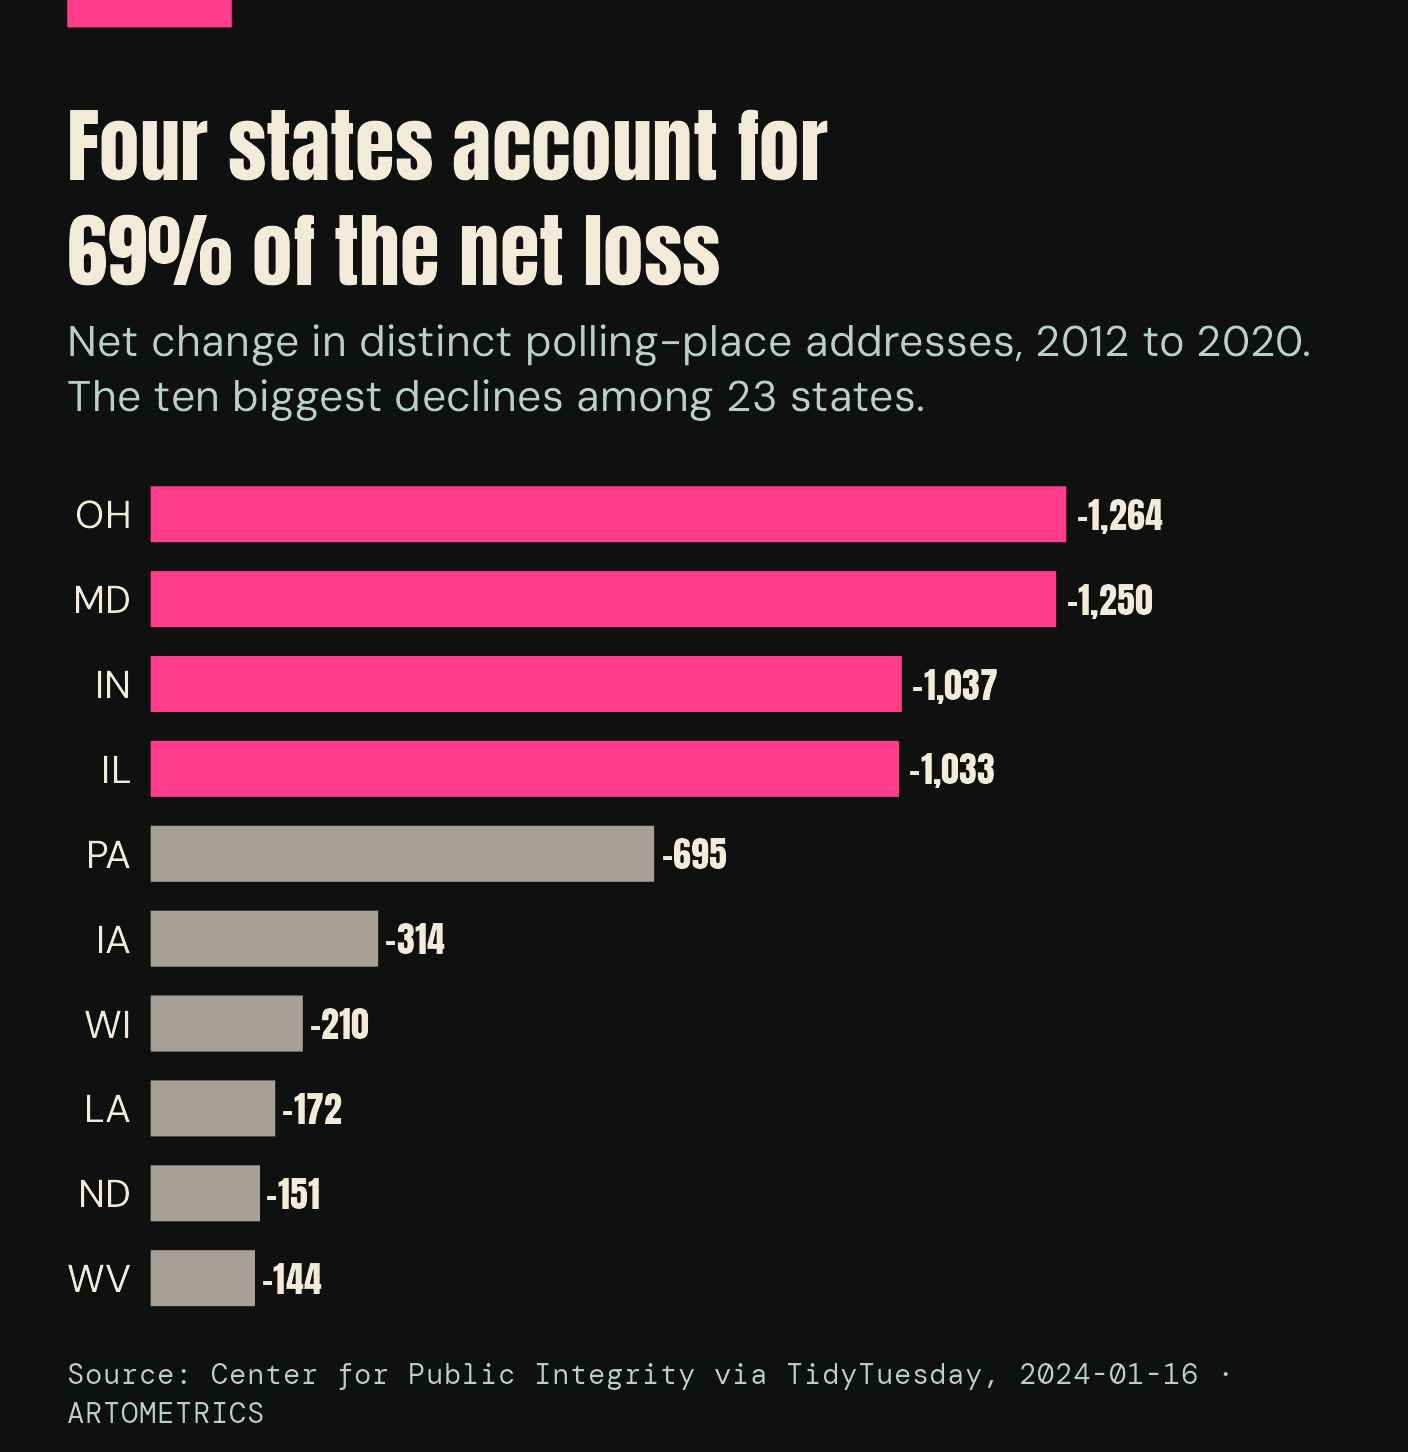 Four states account for
69% of the net loss
Net change in distinct polling-place addresses, 2012 to 2020.
The ten biggest declines among 23 states.
OH -1,264
MD -1,250
IN -1,037
IL -1,033
PA -695
IA -314
WI -210
LA -172
ND -151
WV -144
Source: Center for Public Integrity via TidyTuesday, 2024-01-16 ·
ARTOMETRICS